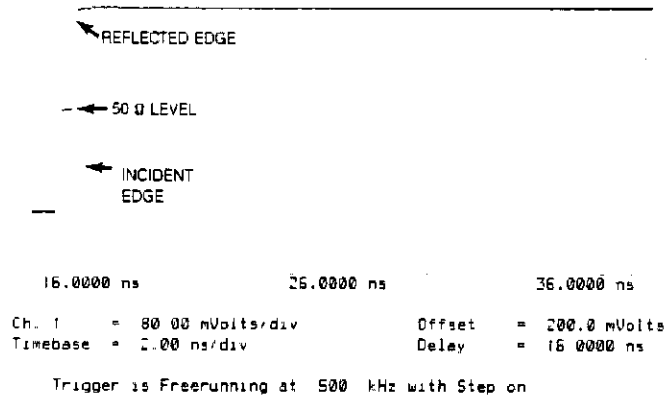 REFLECTED EDGE
50 Ω LEVEL
INCIDENT
EDGE
16.0000 ns 26.0000 ns 36.0000 ns
Ch. 1 = 80.00 mVolts/div Offset = 200.0 mVolts
Timebase = 2.00 ns/div Delay = 16.0000 ns
Trigger is Freerunning at 500 kHz with Step on